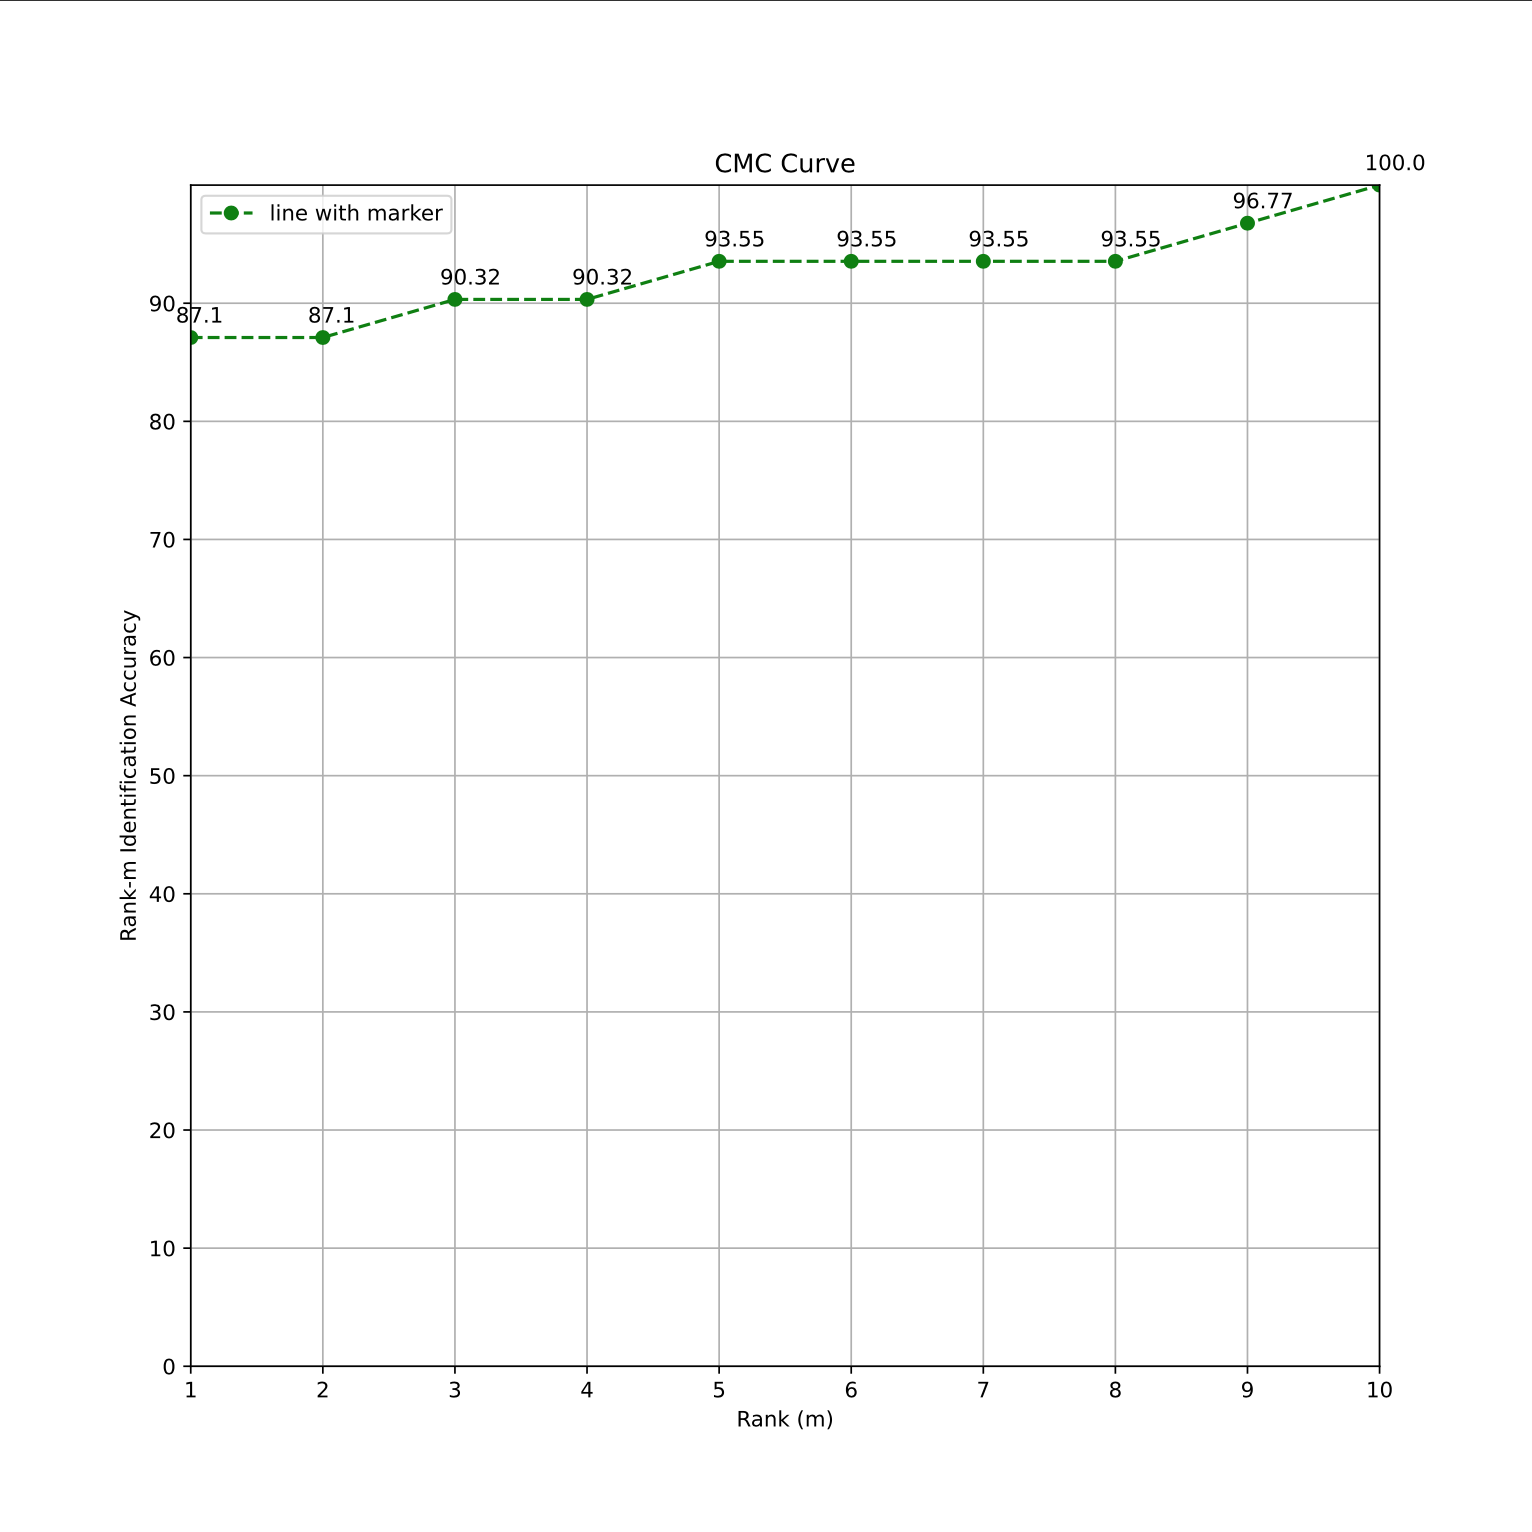 CMC Curve
100.0
line with marker
96.77
93.55 93.55 93.55 93.55
90.32 90.32
90
87.1 87.1
80
70
60
50
40
30
20
10
0
Rank-m Identification Accuracy
1 2 3 4 5 6 7 8 9 10
Rank (m)